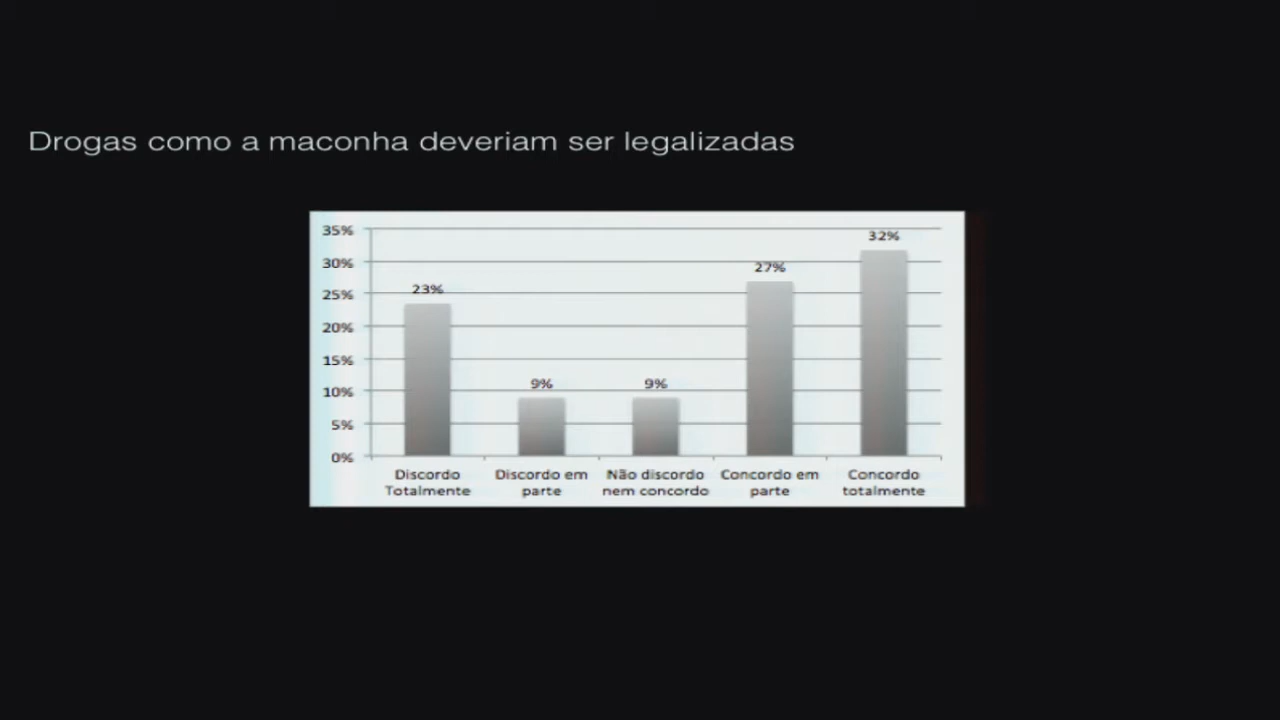 Drogas como a maconha deveriam ser legalizadas
35%
30%
25%
20%
15%
10%
5%
0%
23%
9%
9%
27%
32%
Discordo
Totalmente
Discordo em
parte
Não discordo
nem concordo
Concordo em
parte
Concordo
totalmente